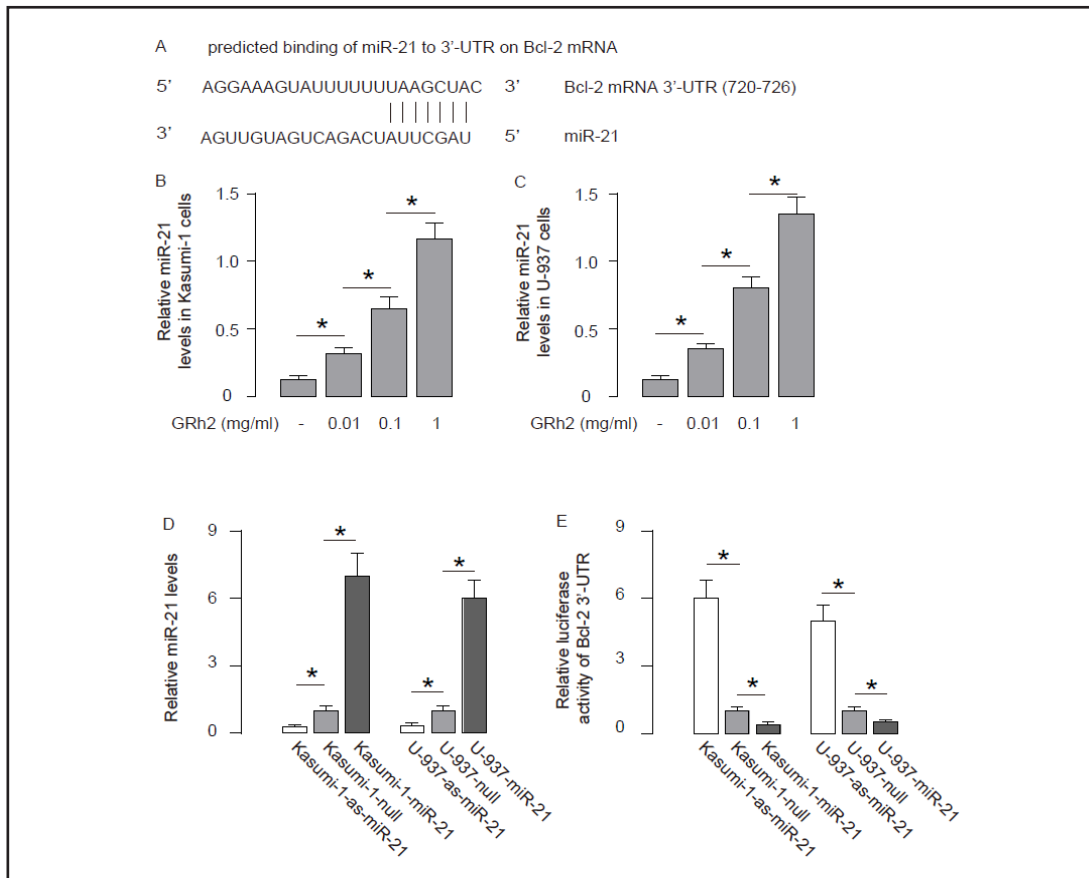 A predicted binding of miR-21 to 3'-UTR on Bcl-2 mRNA
5' AGGAAAGUAUUUUUUUAAGCUAC 3' Bcl-2 mRNA 3'-UTR (720-726)
3' AGUUGUAGUCAGACUAUUCGAU 5' miR-21
B
Relative miR-21
levels in Kasumi-1 cells
1.5
1.0
0.5
0
* * *
GRh2 (mg/ml) - 0.01 0.1 1
C
Relative miR-21
levels in U-937 cells
1.5
1.0
0.5
0
* * *
GRh2 (mg/ml) - 0.01 0.1 1
D
Relative miR-21 levels
9
6
3
0
* * * *
Kasumi-1-as-miR-21
Kasumi-1-null
Kasumi-1-miR-21
U-937-as-miR-21
U-937-null
U-937-miR-21
E
Relative luciferase
activity of Bcl-2 3'-UTR
9
6
3
0
* * * *
Kasumi-1-as-miR-21
Kasumi-1-null
Kasumi-1-miR-21
U-937-as-miR-21
U-937-null
U-937-miR-21